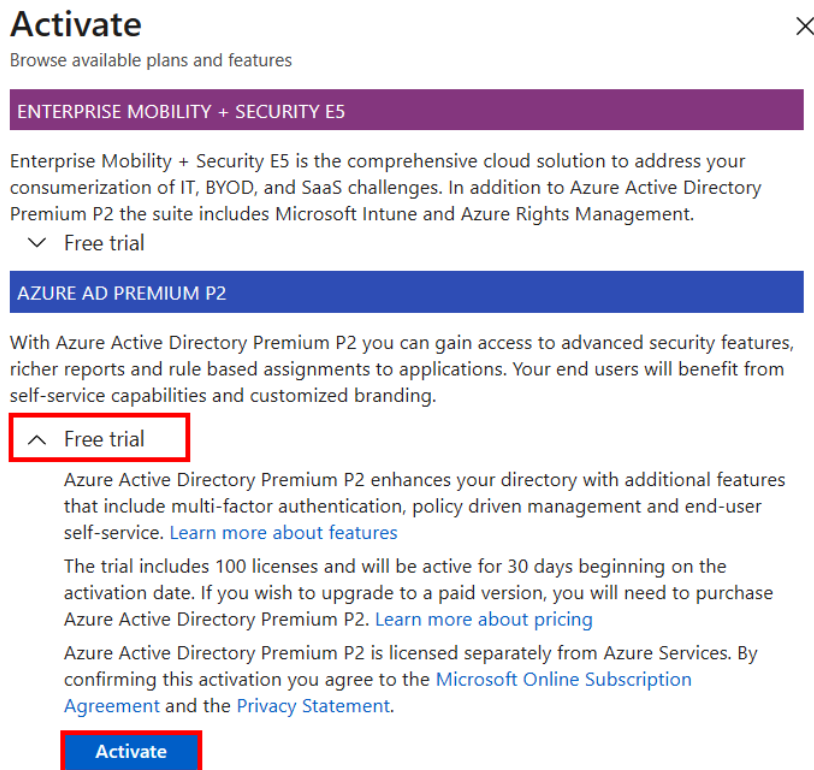 Activate
Browse available plans and features
ENTERPRISE MOBILITY + SECURITY E5
Enterprise Mobility + Security E5 is the comprehensive cloud solution to address your
consumerization of IT, BYOD, and SaaS challenges. In addition to Azure Active Directory
Premium P2 the suite includes Microsoft Intune and Azure Rights Management.
Free trial
AZURE AD PREMIUM P2
With Azure Active Directory Premium P2 you can gain access to advanced security features,
richer reports and rule based assignments to applications. Your end users will benefit from
self-service capabilities and customized branding.
Free trial
Azure Active Directory Premium P2 enhances your directory with additional features
that include multi-factor authentication, policy driven management and end-user
self-service. Learn more about features
The trial includes 100 licenses and will be active for 30 days beginning on the
activation date. If you wish to upgrade to a paid version, you will need to purchase
Azure Active Directory Premium P2. Learn more about pricing
Azure Active Directory Premium P2 is licensed separately from Azure Services. By
confirming this activation you agree to the Microsoft Online Subscription
Agreement and the Privacy Statement.
Activate